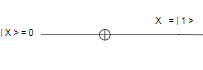 X = | 1 >
| X > = 0